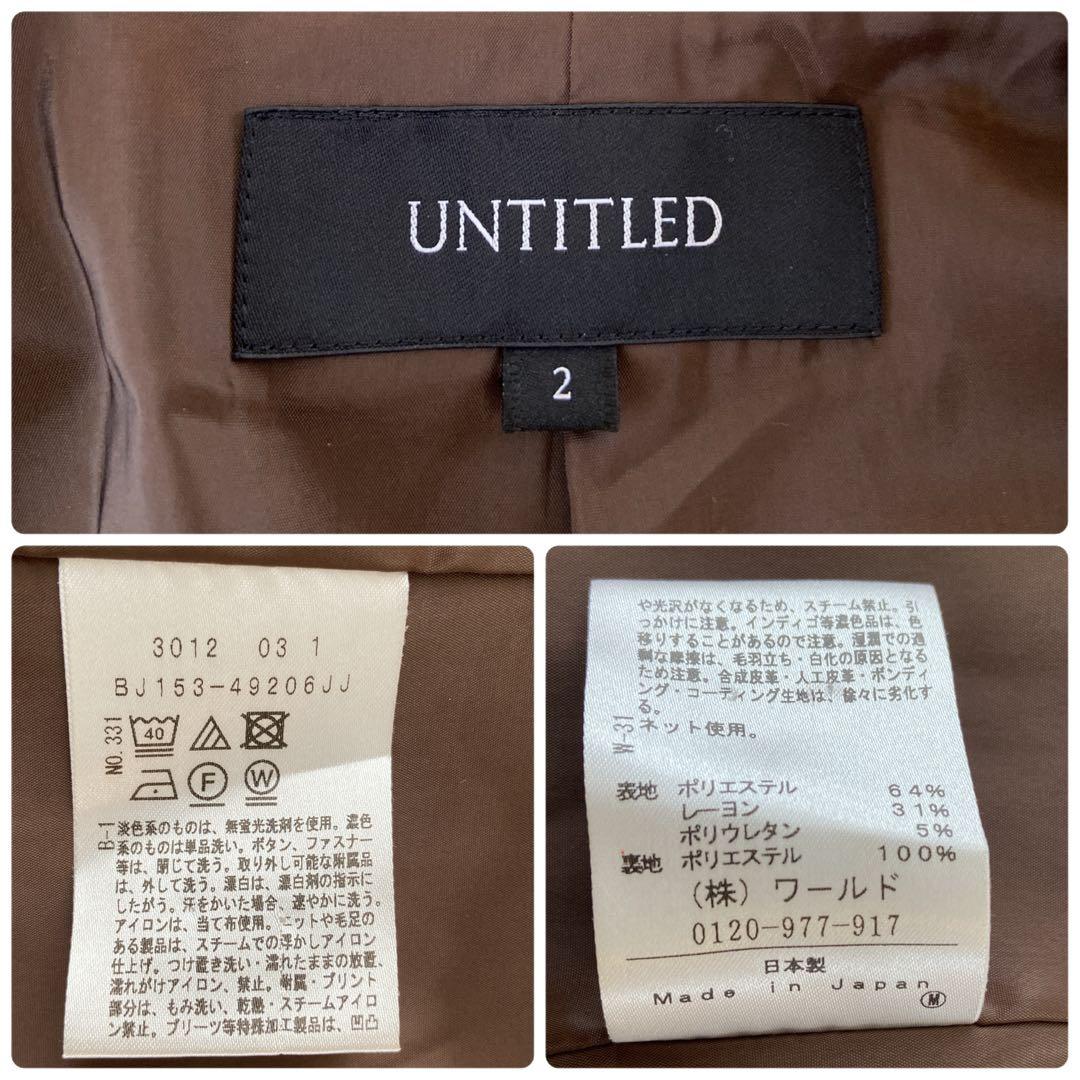 UNTITLED
2
3012 03 1
BJ153-49206JJ
NO.331
40
F W
B-1
淡色系のものは、無蛍光洗剤を使用。濃色
系のものは単品洗い。ボタン、ファスナー
等は、閉じて洗う。取り外し可能な附属品
は、外して洗う。漂白は、漂白剤の指示に
したがう。汗をかいた場合、速やかに洗う。
アイロンは、当て布使用。ニットや毛足の
ある製品は、スチームでの浮かしアイロン
仕上げ。つけ置き洗い・濡れたままの放置、
濡れがけアイロン、禁止。附属・プリント
部分は、もみ洗い、乾熱・スチームアイロ
ン禁止。プリーツ等特殊加工製品は、凹凸
や光沢がなくなるため、スチーム禁止。引
っかけに注意。インディゴ等濃色品は、色
移りすることがあるので注意。湿潤での過
剰な摩擦は、毛羽立ち・白化の原因となる
ため注意。合成皮革・人工皮革・ボンディ
ング・コーティング生地は、徐々に劣化す
る。
W-31
ネット使用。
表地 ポリエステル 64%
レーヨン 31%
ポリウレタン 5%
裏地 ポリエステル 100%
(株) ワールド
0120-977-917
日本製
Made in Japan
M